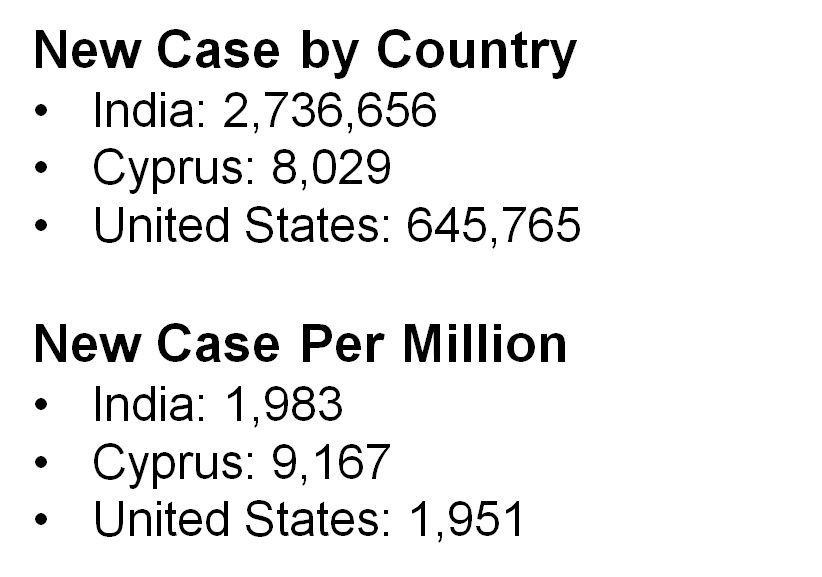 New Case by Country
• India: 2,736,656
• Cyprus: 8,029
• United States: 645,765
New Case Per Million
• India: 1,983
• Cyprus: 9,167
• United States: 1,951